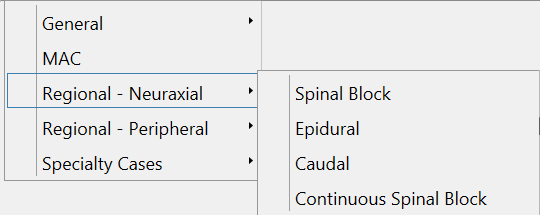 General
MAC
Regional - Neuraxial
Regional - Peripheral
Specialty Cases
Spinal Block
Epidural
Caudal
Continuous Spinal Block